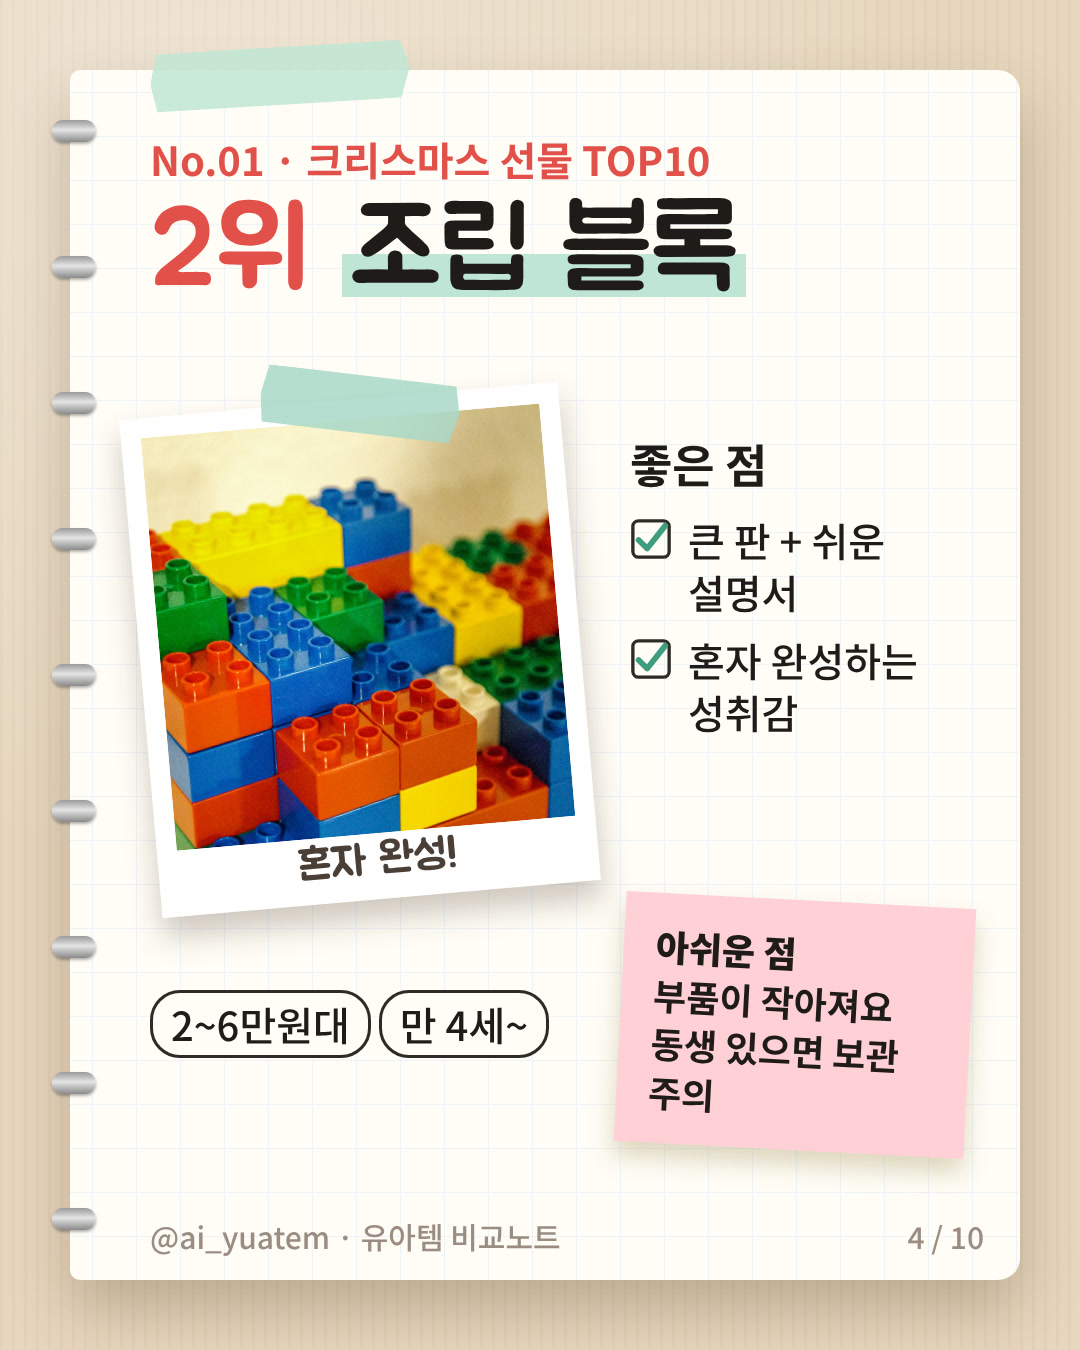 No.01 · 크리스마스 선물 TOP10
2위 조립 블록
좋은 점
큰 판 + 쉬운
설명서
혼자 완성하는
성취감
혼자 완성!
아쉬운 점
부품이 작아져요
동생 있으면 보관
주의
2~6만원대
만 4세~
@ai_yuatem · 유아템 비교노트
4 / 10